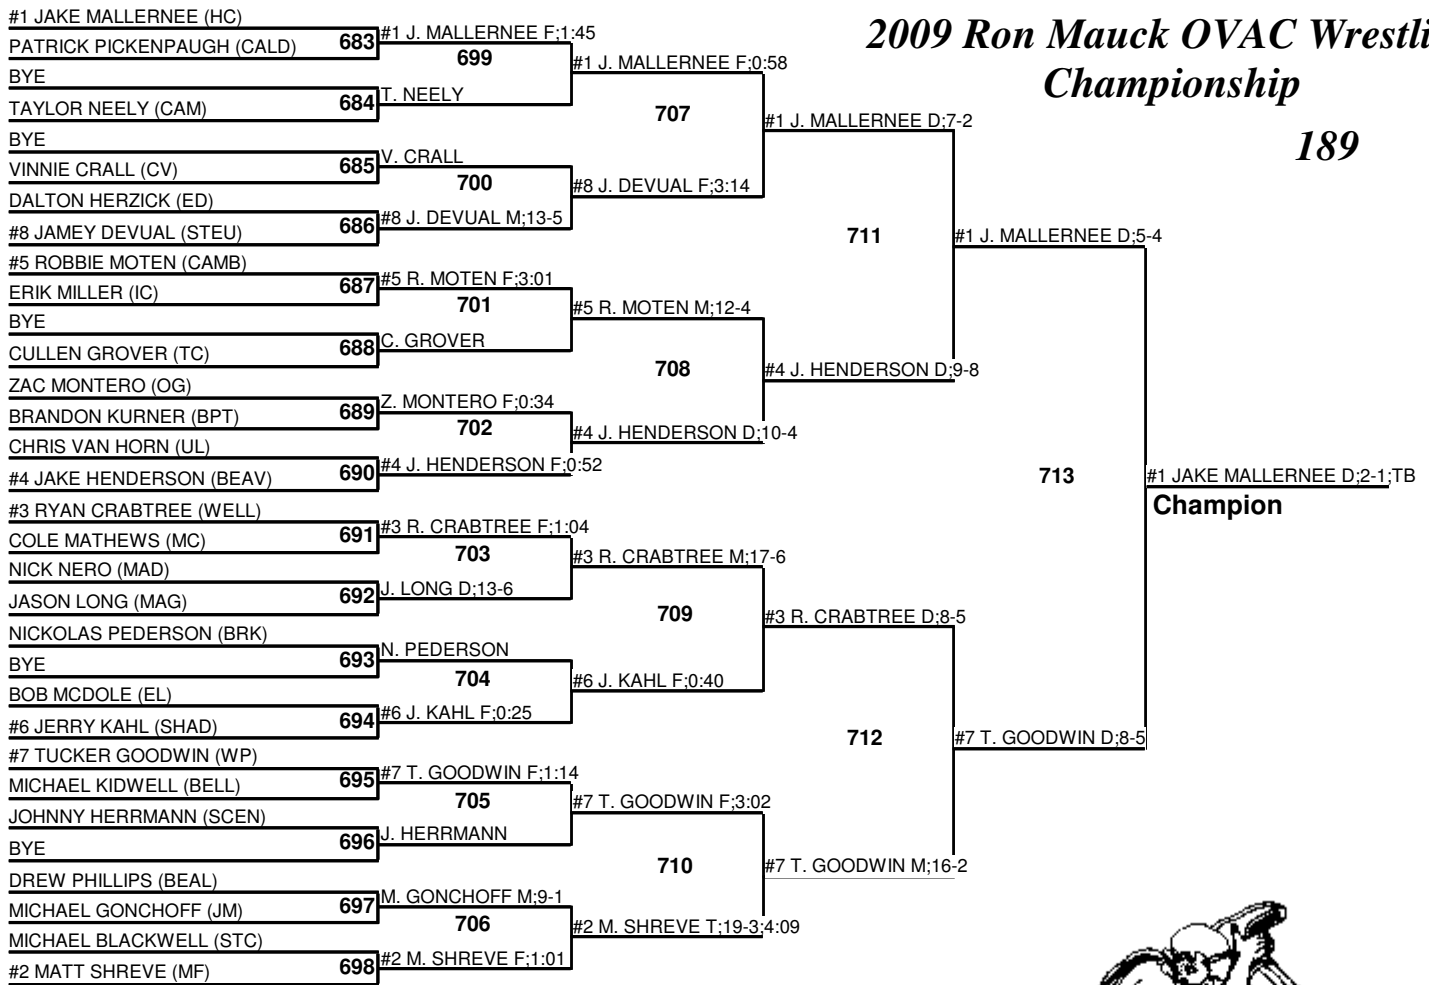 2009 Ron Mauck OVAC Wrestli
Championship
189
#1 JAKE MALLERNEE (HC)
PATRICK PICKENPAUGH (CALD)
BYE
TAYLOR NEELY (CAM)
BYE
VINNIE CRALL (CV)
DALTON HERZICK (ED)
#8 JAMEY DEVUAL (STEU)
#5 ROBBIE MOTEN (CAMB)
ERIK MILLER (IC)
BYE
CULLEN GROVER (TC)
ZAC MONTERO (OG)
BRANDON KURNER (BPT)
CHRIS VAN HORN (UL)
#4 JAKE HENDERSON (BEAV)
#3 RYAN CRABTREE (WELL)
COLE MATHEWS (MC)
NICK NERO (MAD)
JASON LONG (MAG)
NICKOLAS PEDERSON (BRK)
BYE
BOB MCDOLE (EL)
#6 JERRY KAHL (SHAD)
#7 TUCKER GOODWIN (WP)
MICHAEL KIDWELL (BELL)
JOHNNY HERRMANN (SCEN)
BYE
DREW PHILLIPS (BEAL)
MICHAEL GONCHOFF (JM)
MICHAEL BLACKWELL (STC)
#2 MATT SHREVE (MF)
683
684
685
686
687
688
689
690
691
692
693
694
695
696
697
698
#1 J. MALLERNEE F;1:45
699
T. NEELY
V. CRALL
700
#8 J. DEVUAL M;13-5
#5 R. MOTEN F;3:01
701
C. GROVER
Z. MONTERO F;0:34
702
#4 J. HENDERSON F;0:52
#3 R. CRABTREE F;1:04
703
J. LONG D;13-6
N. PEDERSON
704
#6 J. KAHL F;0:25
#7 T. GOODWIN F;1:14
705
J. HERRMANN
M. GONCHOFF M;9-1
706
#2 M. SHREVE F;1:01
#1 J. MALLERNEE F;0:58
707
#8 J. DEVUAL F;3:14
#5 R. MOTEN M;12-4
708
#4 J. HENDERSON D;10-4
#3 R. CRABTREE M;17-6
709
#6 J. KAHL F;0:40
#7 T. GOODWIN F;3:02
710
#2 M. SHREVE T;19-3;4:09
#1 J. MALLERNEE D;7-2
711
#4 J. HENDERSON D;9-8
#3 R. CRABTREE D;8-5
712
#7 T. GOODWIN M;16-2
#1 J. MALLERNEE D;5-4
713
#7 T. GOODWIN D;8-5
#1 JAKE MALLERNEE D;2-1;TB
Champion